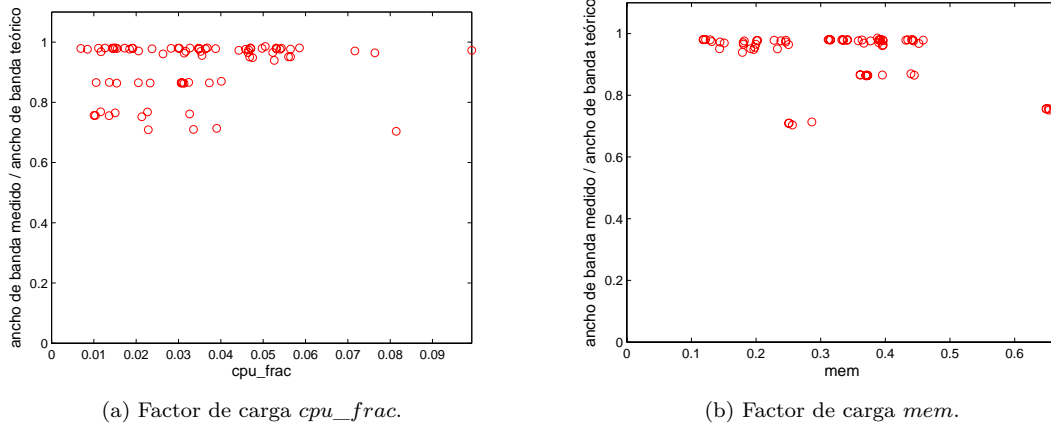 ancho de banda medido / ancho de banda teórico
1
0.8
0.6
0.4
0.2
0
0 0.01 0.02 0.03 0.04 0.05 0.06 0.07 0.08 0.09
cpu_frac
(a) Factor de carga cpu_frac.
ancho de banda medido / ancho de banda teórico
1
0.8
0.6
0.4
0.2
0
0 0.1 0.2 0.3 0.4 0.5 0.6
mem
(b) Factor de carga mem.